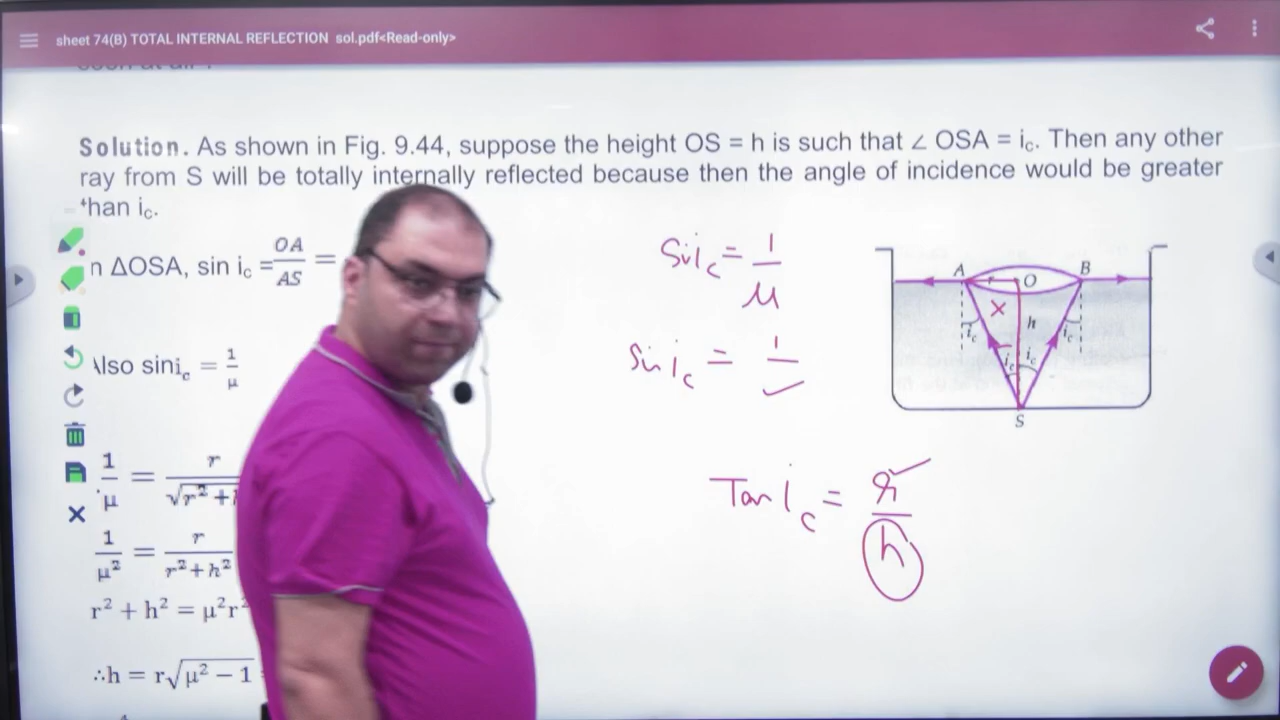 sheet 74(B) TOTAL INTERNAL REFLECTION sol.pdf<Read-only>
Solution. As shown in Fig. 9.44, suppose the height OS = h is such that ∠ OSA = i꜀. Then any other
ray from S will be totally internally reflected because then the angle of incidence would be greater
than i꜀.
n ΔOSA, sin i꜀ = OA/AS =
lso sin i꜀ = 1/μ
1/μ = r/√r² +
1/μ² = r/r²+h²
r² + h² = μ²r
∴h = r√μ² − 1
Sin i꜀ = 1/μ
Sin i꜀ = 1/
Tan i꜀ = r/h
A
O
B
h
i꜀
i꜀
i꜀
i꜀
S